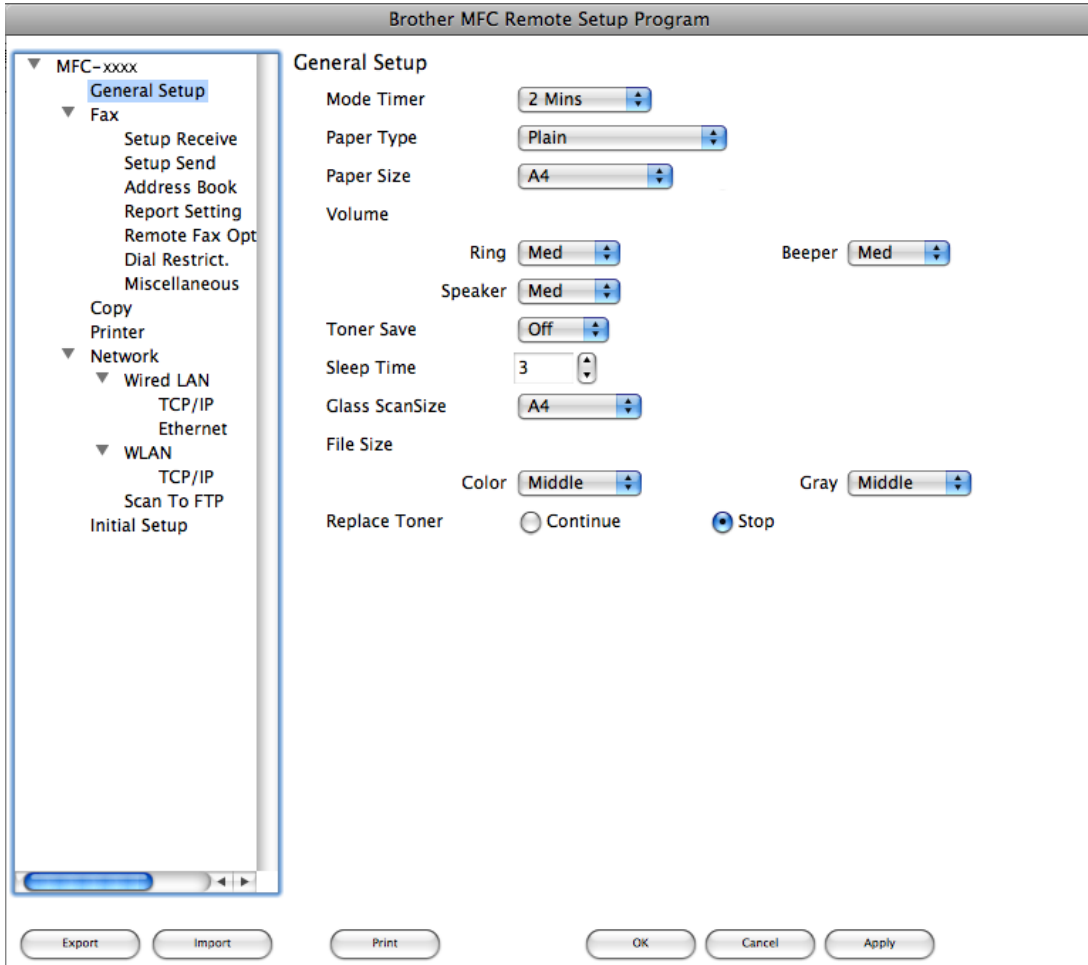 Brother MFC Remote Setup Program
MFC-xxxx
General Setup
Fax
Setup Receive
Setup Send
Address Book
Report Setting
Remote Fax Opt
Dial Restrict.
Miscellaneous
Copy
Printer
Network
Wired LAN
TCP/IP
Ethernet
WLAN
TCP/IP
Scan To FTP
Initial Setup
General Setup
Mode Timer 2 Mins
Paper Type Plain
Paper Size A4
Volume
Ring Med Beeper Med
Speaker Med
Toner Save Off
Sleep Time 3
Glass ScanSize A4
File Size
Color Middle Gray Middle
Replace Toner Continue Stop
Export Import Print OK Cancel Apply